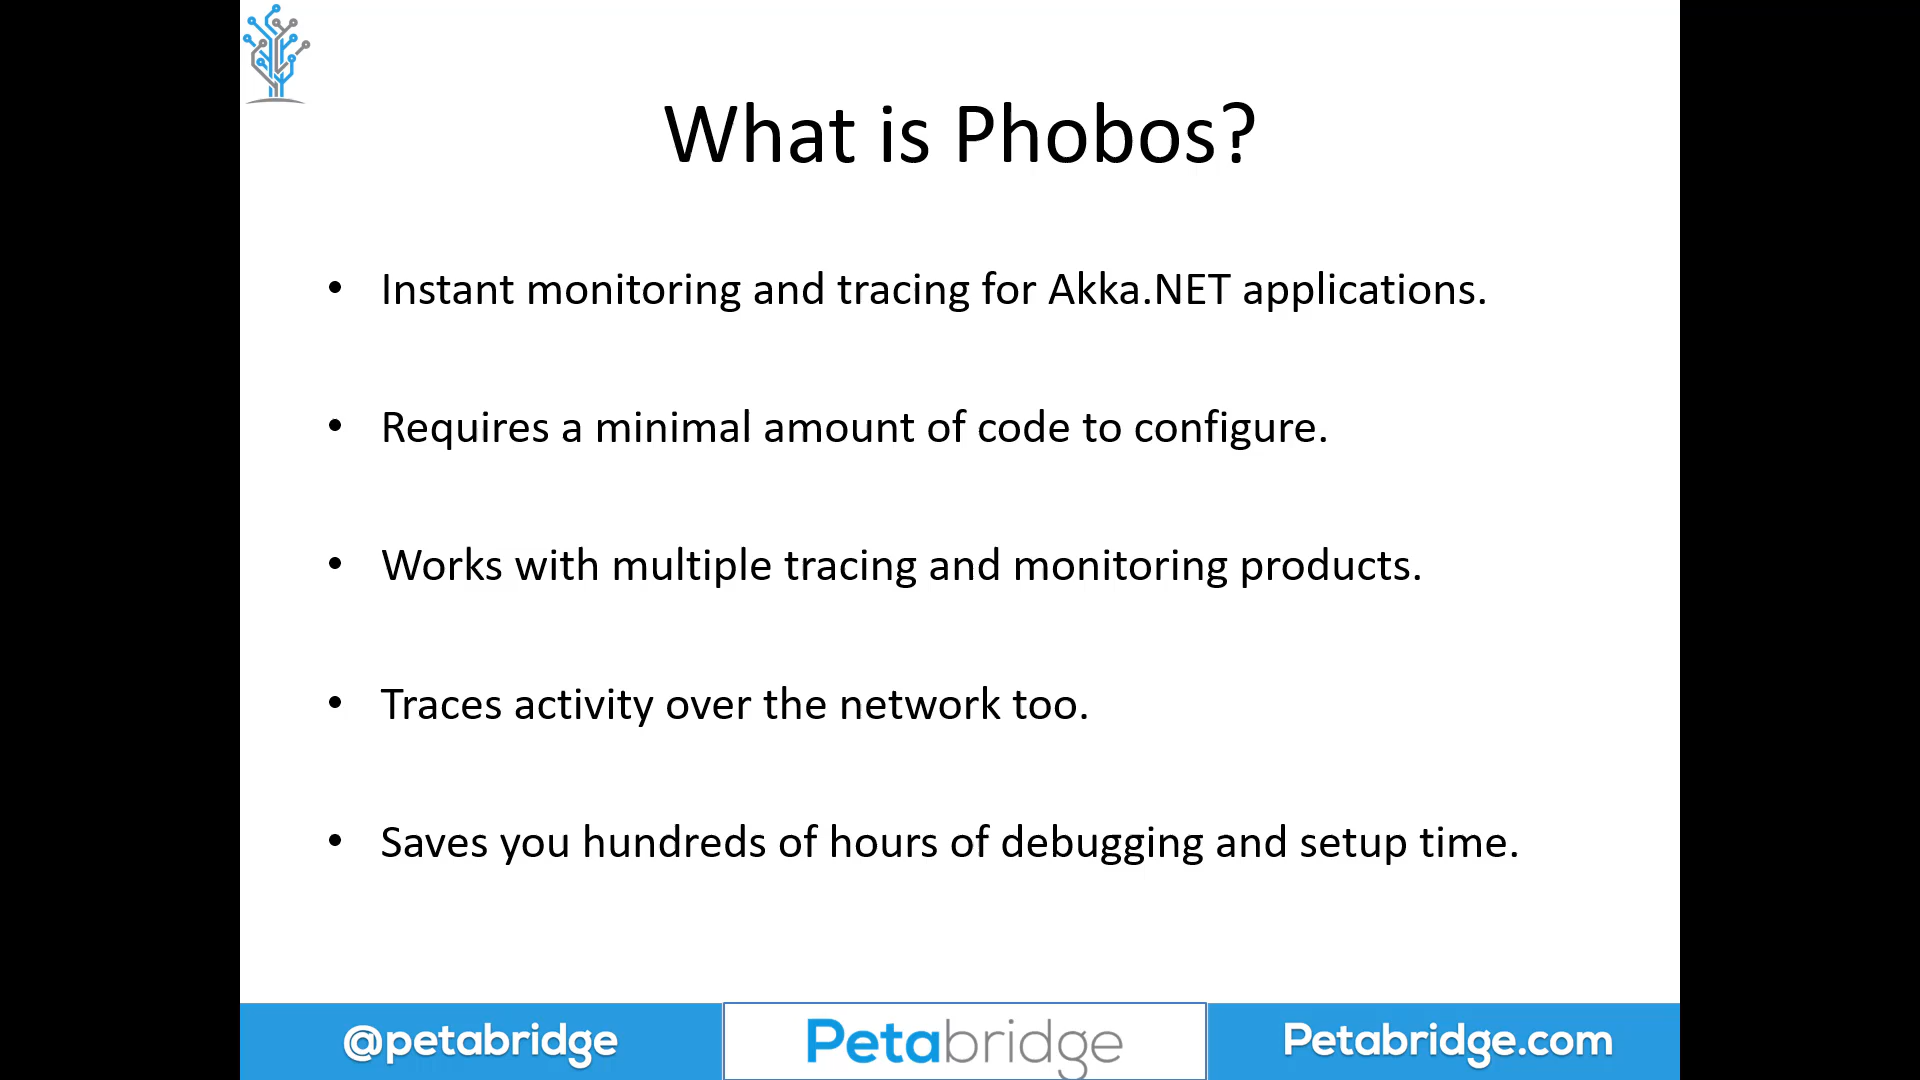 What is Phobos?
• Instant monitoring and tracing for Akka.NET applications.
• Requires a minimal amount of code to configure.
• Works with multiple tracing and monitoring products.
• Traces activity over the network too.
• Saves you hundreds of hours of debugging and setup time.
@petabridge Petabridge Petabridge.com